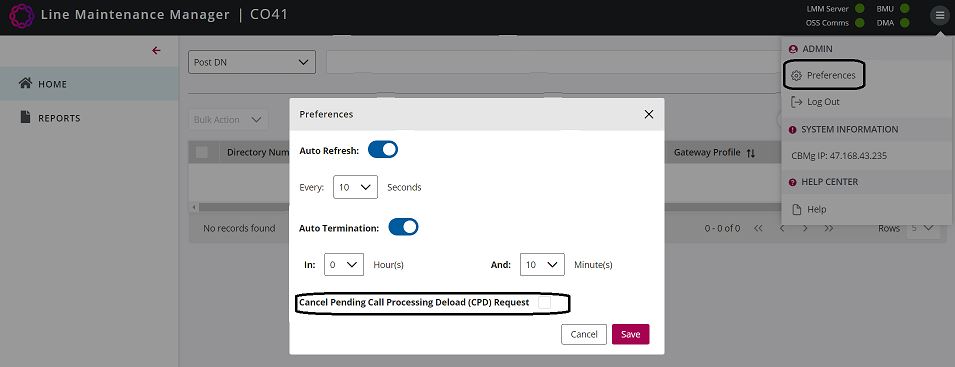 Line Maintenance Manager | CO41
LMM Server
BMU
OSS Comms
DMA
ADMIN
Preferences
Log Out
SYSTEM INFORMATION
CBMg IP: 47.168.43.235
HELP CENTER
Help
HOME
REPORTS
Post DN
Bulk Action
Directory Num
Gateway Profile
No records found
0 - 0 of 0
Rows 5
Preferences
Auto Refresh:
Every: 10 Seconds
Auto Termination:
In: 0 Hour(s) And: 10 Minute(s)
Cancel Pending Call Processing Deload (CPD) Request
Cancel Save